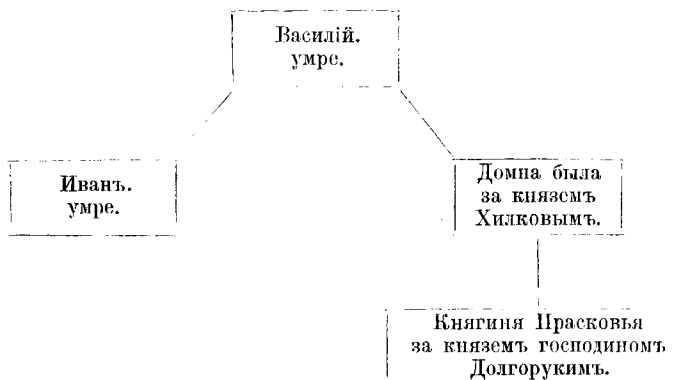 Василій.
умре.
Иванъ.
умре.
Домна была
за княземъ
Хилковымъ.
Княгиня Прасковья
за княземъ господиномъ
Долгорукимъ.